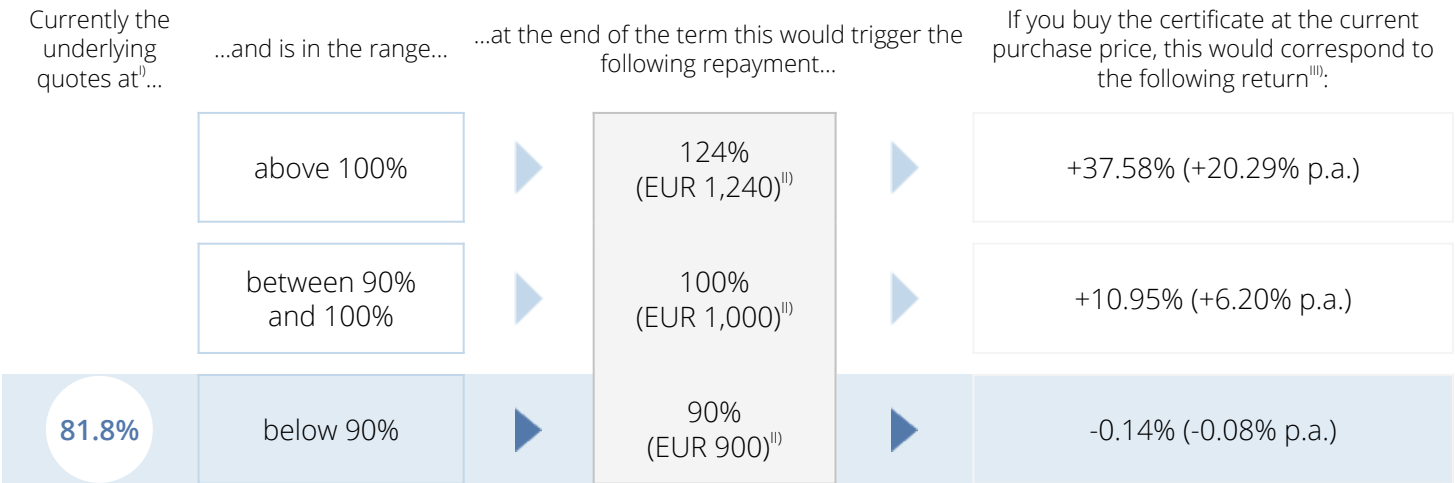 Currently the
underlying
quotes at^I)...
...and is in the range...
...at the end of the term this would trigger the
following repayment...
If you buy the certificate at the current
purchase price, this would correspond to
the following return^III):
above 100%
124%
(EUR 1,240)^II)
+37.58% (+20.29% p.a.)
between 90%
and 100%
100%
(EUR 1,000)^II)
+10.95% (+6.20% p.a.)
81.8%
below 90%
90%
(EUR 900)^II)
-0.14% (-0.08% p.a.)